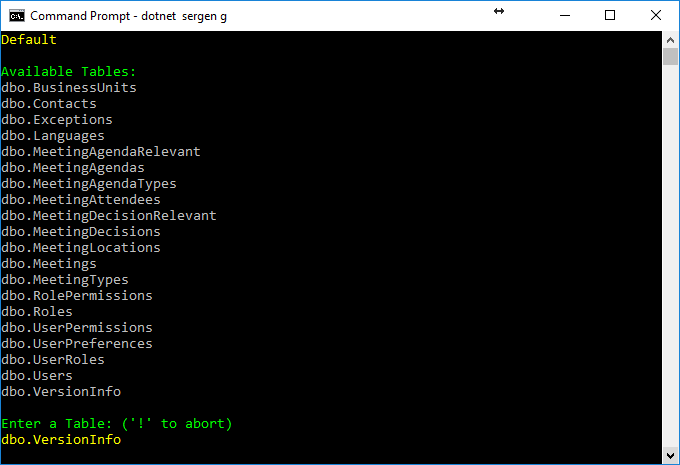 Command Prompt - dotnet sergen g
Default
Available Tables:
dbo.BusinessUnits
dbo.Contacts
dbo.Exceptions
dbo.Languages
dbo.MeetingAgendaRelevant
dbo.MeetingAgendas
dbo.MeetingAgendaTypes
dbo.MeetingAttendees
dbo.MeetingDecisionRelevant
dbo.MeetingDecisions
dbo.MeetingLocations
dbo.Meetings
dbo.MeetingTypes
dbo.RolePermissions
dbo.Roles
dbo.UserPermissions
dbo.UserPreferences
dbo.UserRoles
dbo.Users
dbo.VersionInfo
Enter a Table: ('!' to abort)
dbo.VersionInfo